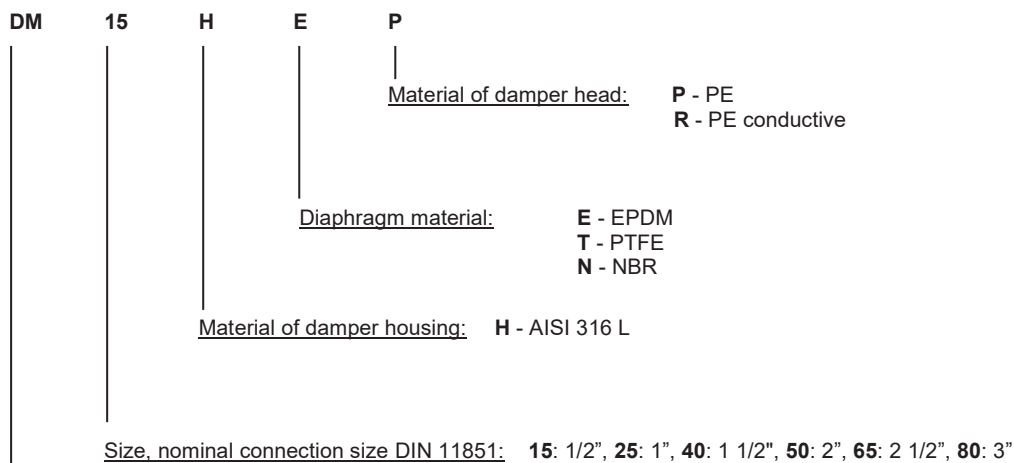 DM 15 H E P
Material of damper head: P - PE
R - PE conductive
Diaphragm material: E - EPDM
T - PTFE
N - NBR
Material of damper housing: H - AISI 316 L
Size, nominal connection size DIN 11851: 15: 1/2”, 25: 1”, 40: 1 1/2", 50: 2”, 65: 2 1/2”, 80: 3”